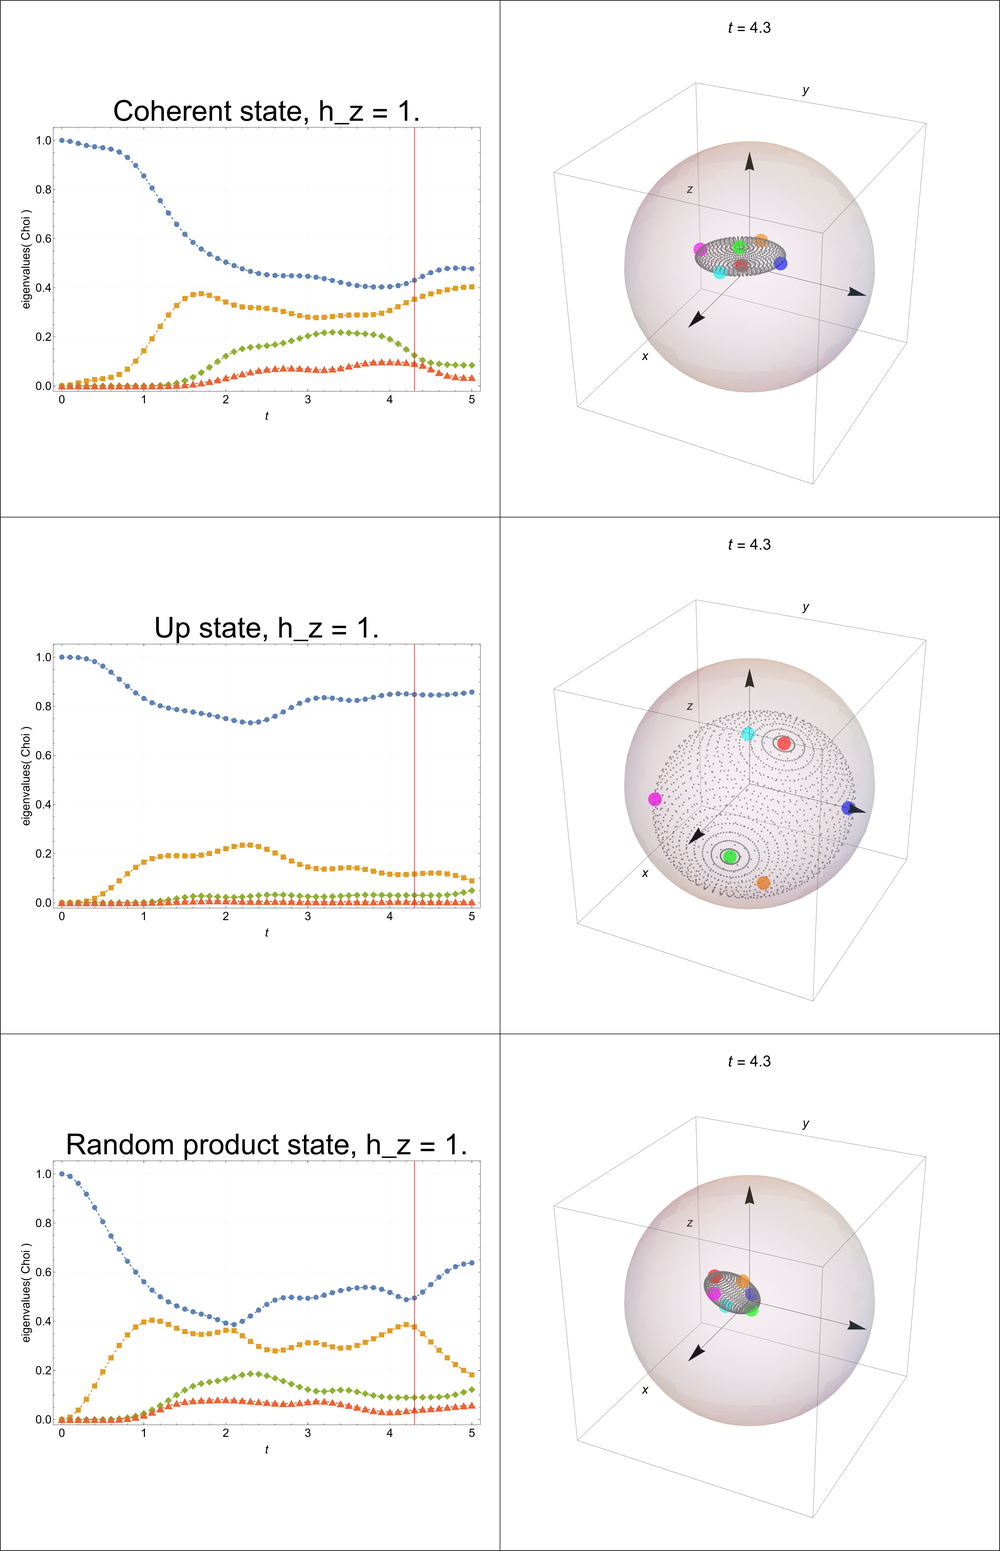 t = 4.3
Coherent state, h_z = 1.
eigenvalues( Choi )
1.0
0.8
0.6
0.4
0.2
0.0
0 1 2 3 4 5
t
y
z
x
t = 4.3
Up state, h_z = 1.
eigenvalues( Choi )
1.0
0.8
0.6
0.4
0.2
0.0
0 1 2 3 4 5
t
y
z
x
t = 4.3
Random product state, h_z = 1.
eigenvalues( Choi )
1.0
0.8
0.6
0.4
0.2
0.0
0 1 2 3 4 5
t
y
z
x